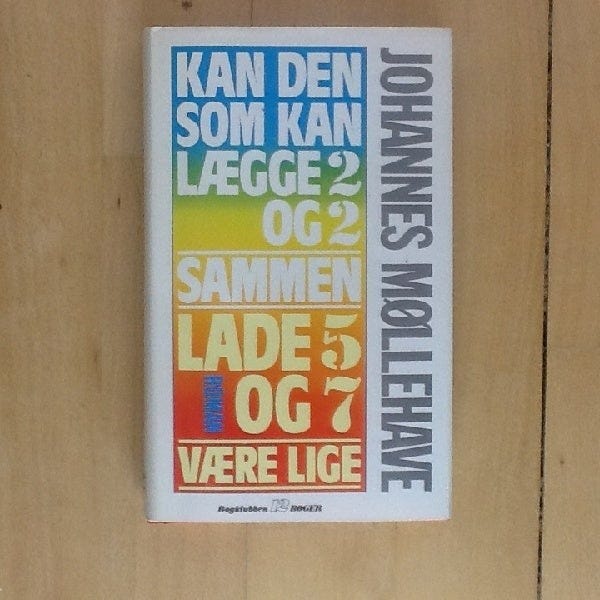 KAN DEN
SOM KAN
LÆGGE 2
OG 2
SAMMEN
LADE 5
OG 7
VÆRE LIGE
JOHANNES MØLLEHAVE
Bogklubben 12 BØGER